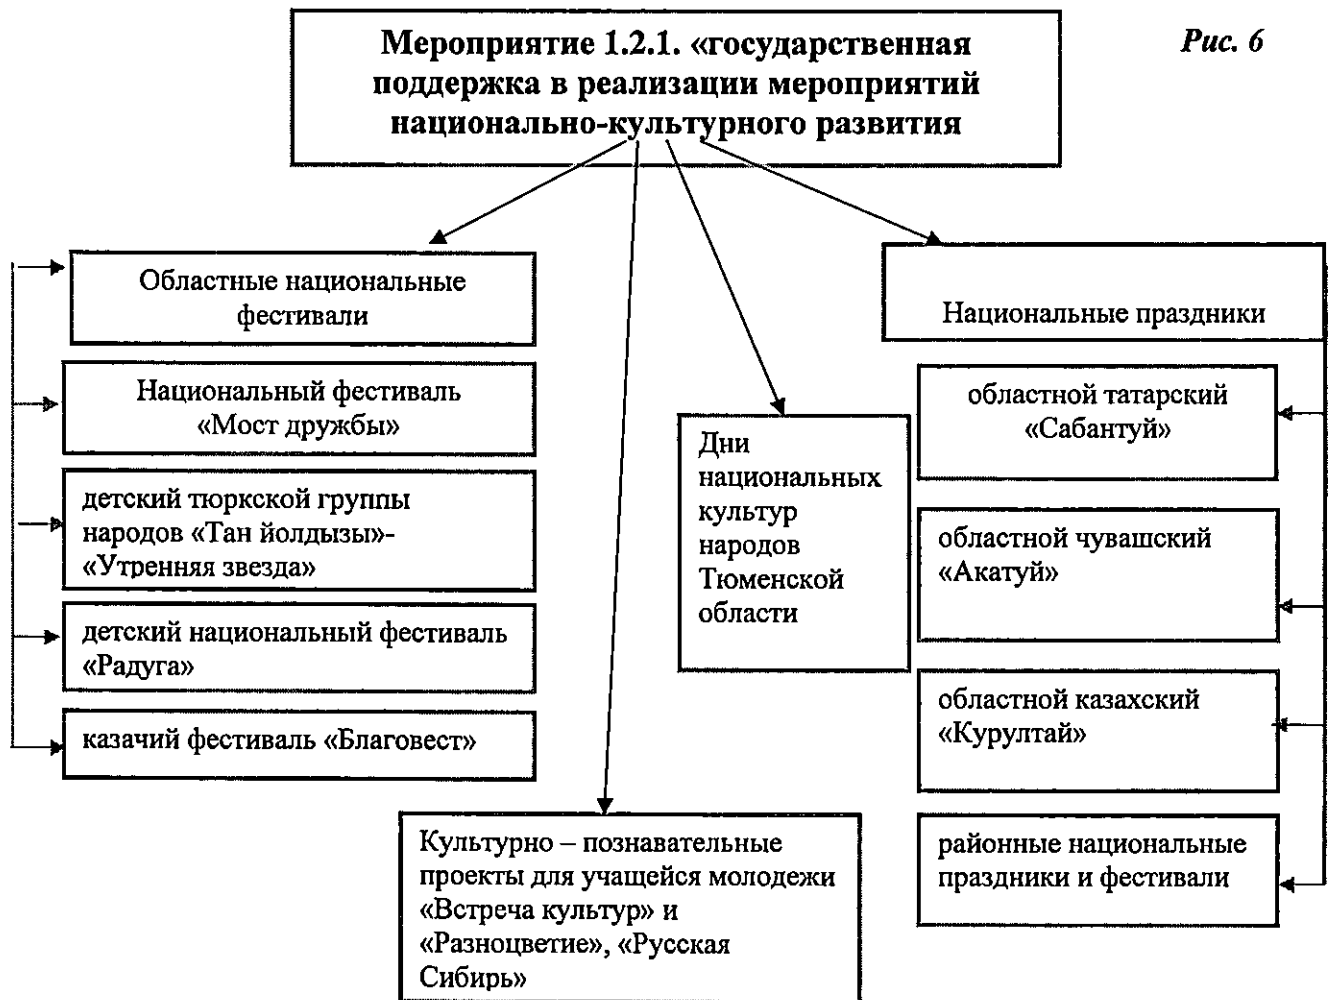 Мероприятие 1.2.1. «государственная
поддержка в реализации мероприятий
национально-культурного развития
Рис. 6
Областные национальные
фестивали
Национальный фестиваль
«Мост дружбы»
детский тюркской группы
народов «Тан йолдызы»-
«Утренняя звезда»
детский национальный фестиваль
«Радуга»
казачий фестиваль «Благовест»
Культурно – познавательные
проекты для учащейся молодежи
«Встреча культур» и
«Разноцветие», «Русская
Сибирь»
Дни
национальных
культур
народов
Тюменской
области
Национальные праздники
областной татарский
«Сабантуй»
областной чувашский
«Акатуй»
областной казахский
«Курултай»
районные национальные
праздники и фестивали